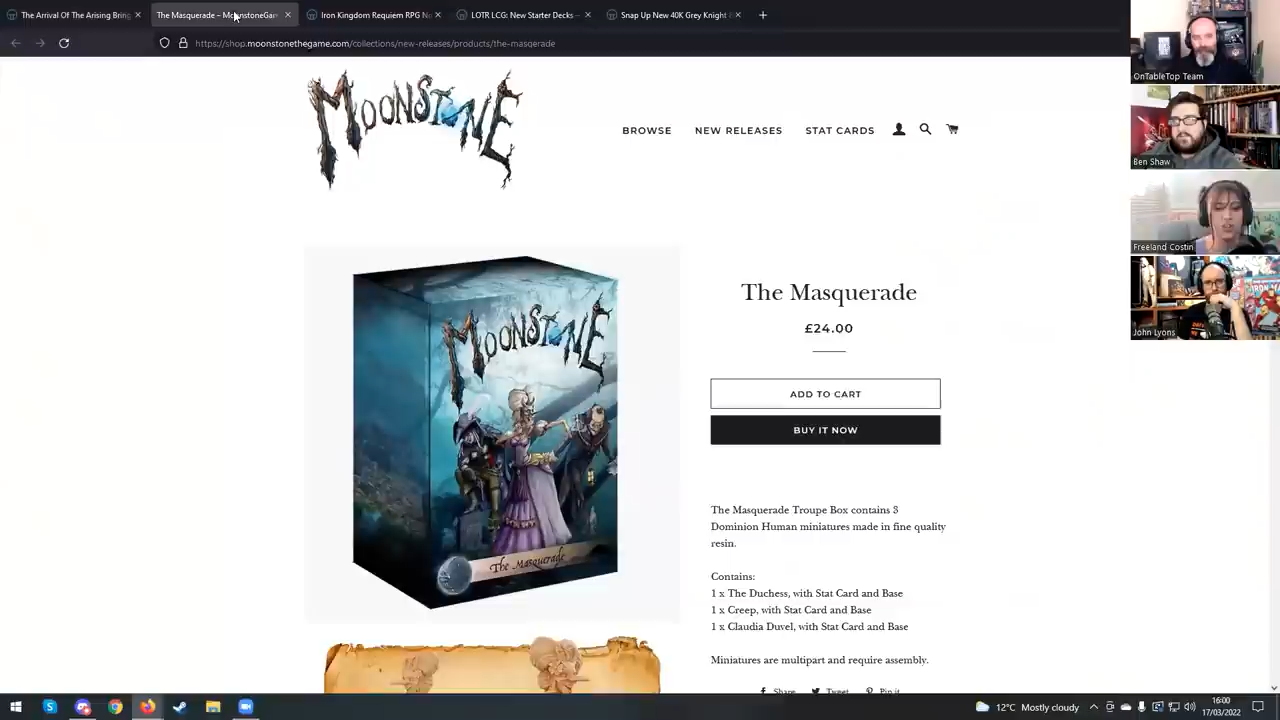 The Arrival Of The Arising Bring
The Masquerade – MoonstoneGam
Iron Kingdom Requiem RPG N
LOTR LCG: New Starter Decks –
Snap Up New 40K Grey Knight &
https://shop.moonstonethegame.com/collections/new-releases/products/the-masquerade
MOONSTONE
BROWSE
NEW RELEASES
STAT CARDS
OnTableTop Team
Ben Shaw
Freeland Costin
John Lyons
MOONSTONE
The Masquerade
The Masquerade
£24.00
ADD TO CART
BUY IT NOW
The Masquerade Troupe Box contains 3
Dominion Human miniatures made in fine quality
resin.
Contains:
1 x The Duchess, with Stat Card and Base
1 x Creep, with Stat Card and Base
1 x Claudia Duvel, with Stat Card and Base
Miniatures are multipart and require assembly.
Share
Tweet
Pin it
12°C Mostly cloudy
16:00
17/03/2022